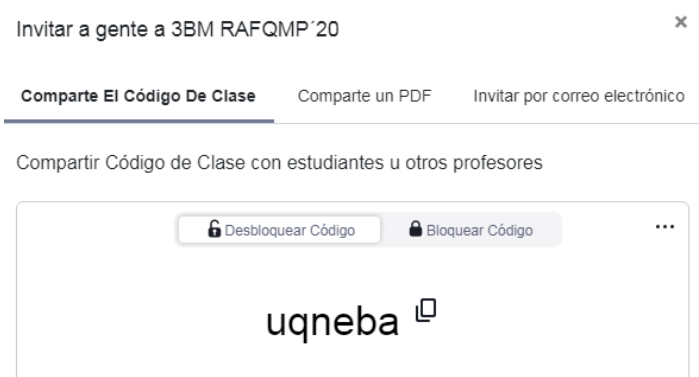 Invitar a gente a 3BM RAFQMP´20
Comparte El Código De Clase Comparte un PDF Invitar por correo electrónico
Compartir Código de Clase con estudiantes u otros profesores
Desbloquear Código Bloquear Código
uqneba